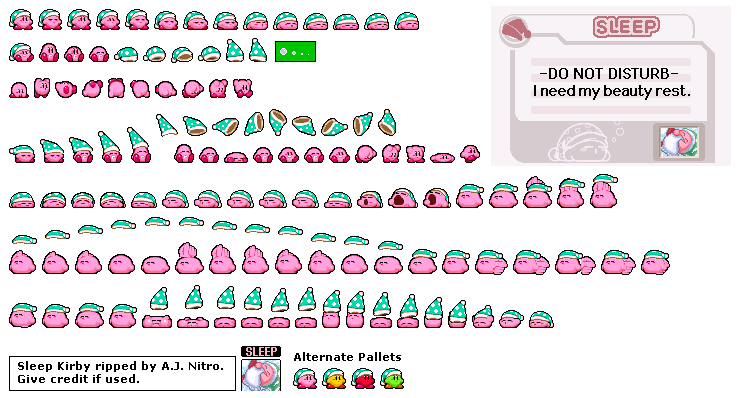 SLEEP
-DO NOT DISTURB-
I need my beauty rest.
Sleep Kirby ripped by A.J. Nitro.
Give credit if used.
SLEEP
Alternate Pallets